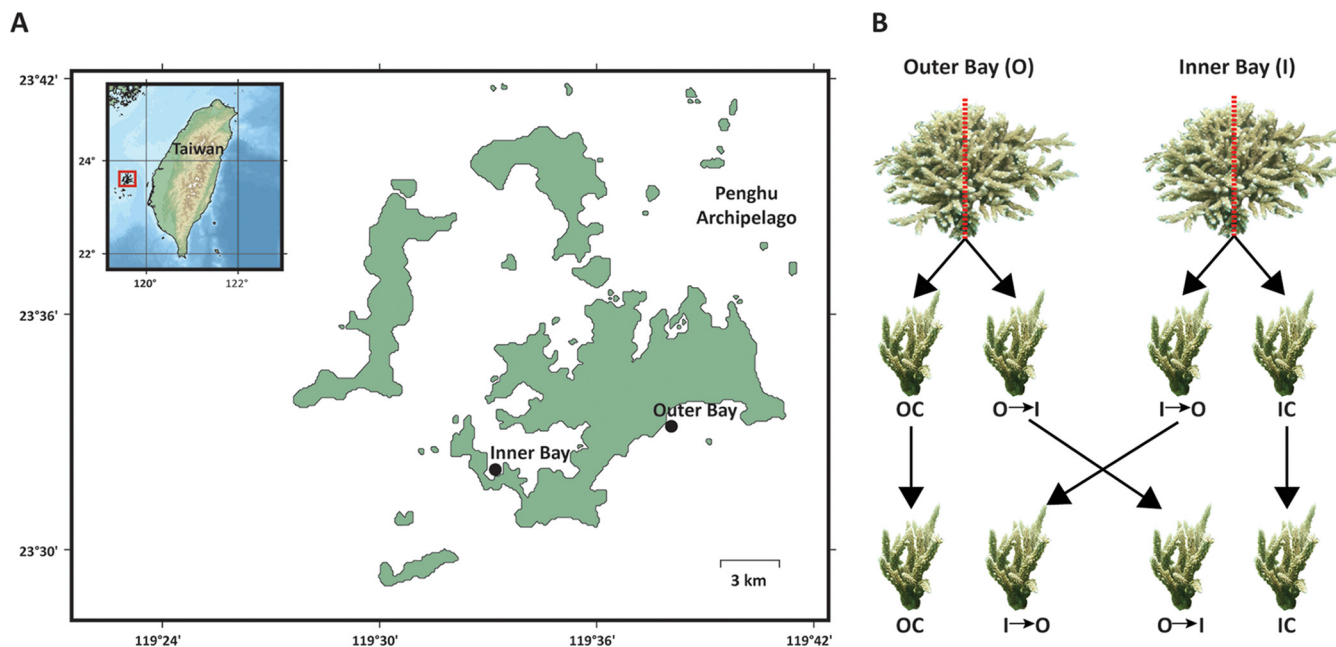 A
23°42'
23°36'
23°30'
119°24'
119°30'
119°36'
119°42'
Taiwan
24°
22°
120°
122°
Penghu
Archipelago
Outer Bay
Inner Bay
3 km
B
Outer Bay (O)
Inner Bay (I)
OC
O→I
I→O
IC
OC
I→O
O→I
IC